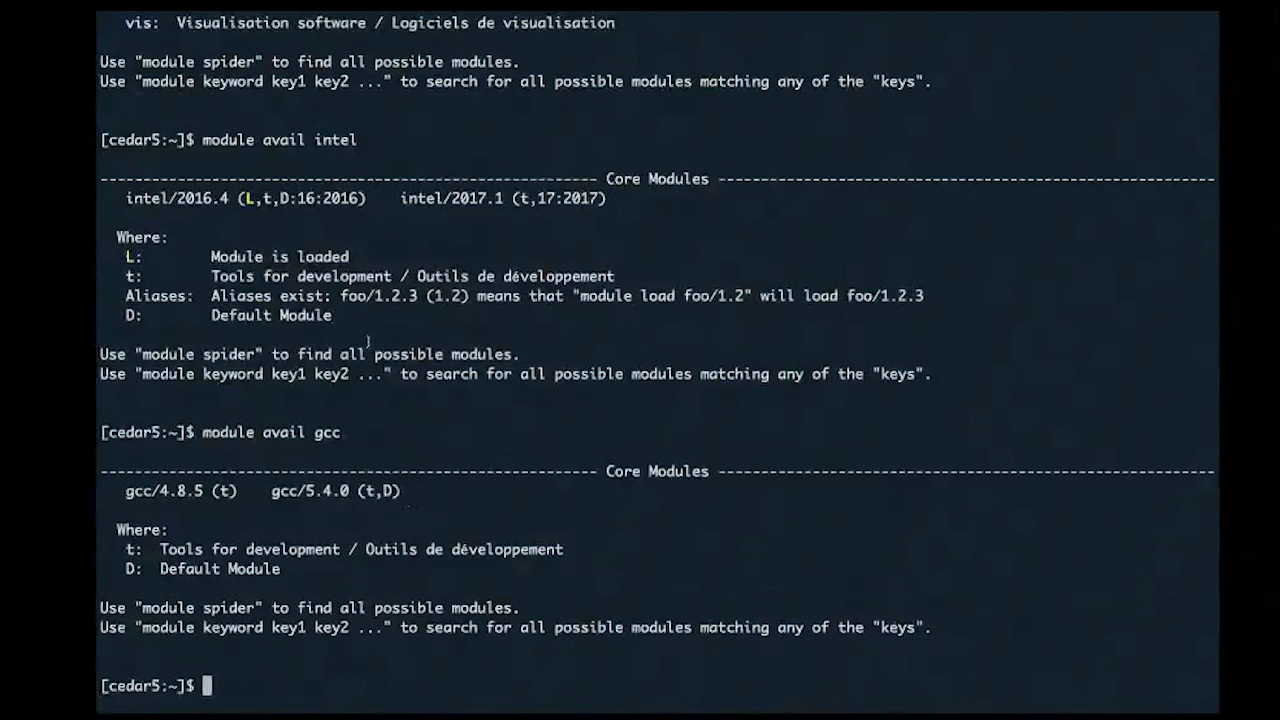 vis:  Visualisation software / Logiciels de visualisation
Use "module spider" to find all possible modules.
Use "module keyword key1 key2 ..." to search for all possible modules matching any of the "keys".
[cedar5:~]$ module avail intel
---------------------------------------------------------- Core Modules ----------------------------------------------------------
intel/2016.4 (L,t,D:16:2016)    intel/2017.1 (t,17:2017)
Where:
L:        Module is loaded
t:        Tools for development / Outils de développement
Aliases:  Aliases exist: foo/1.2.3 (1.2) means that "module load foo/1.2" will load foo/1.2.3
D:        Default Module
Use "module spider" to find all possible modules.
Use "module keyword key1 key2 ..." to search for all possible modules matching any of the "keys".
[cedar5:~]$ module avail gcc
---------------------------------------------------------- Core Modules ----------------------------------------------------------
gcc/4.8.5 (t)    gcc/5.4.0 (t,D)
Where:
t:  Tools for development / Outils de développement
D:  Default Module
Use "module spider" to find all possible modules.
Use "module keyword key1 key2 ..." to search for all possible modules matching any of the "keys".
[cedar5:~]$